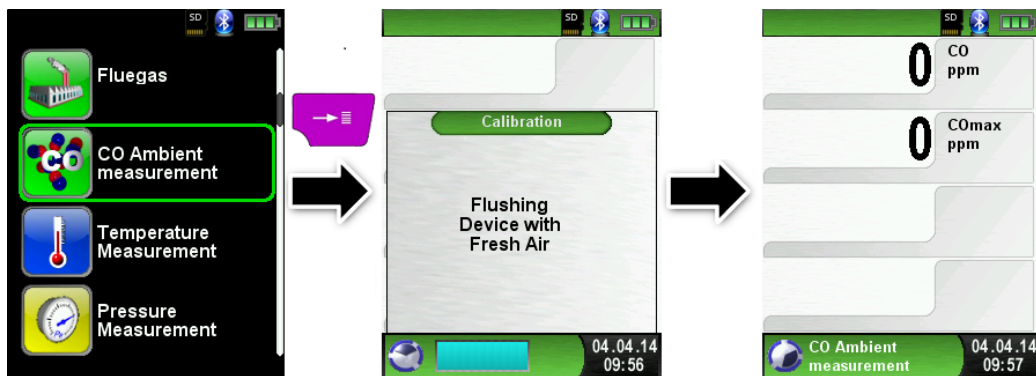 SD
Fluegas
CO
CO Ambient
measurement
Temperature
Measurement
Pressure
Measurement
SD
Calibration
Flushing
Device with
Fresh Air
04.04.14
09:56
SD
0 CO
ppm
0 COmax
ppm
CO Ambient
measurement
04.04.14
09:57